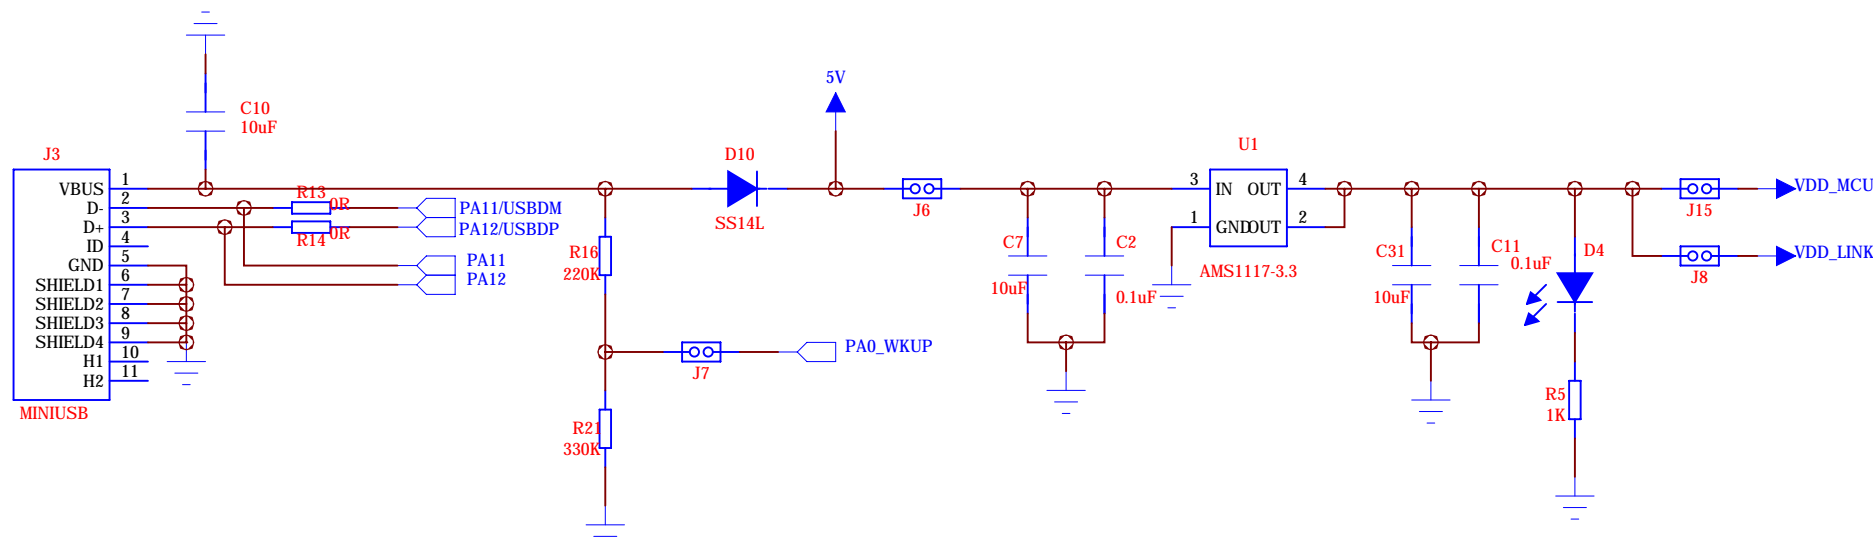 C10
10uF
J3
VBUS 1
D- 2
D+ 3
ID 4
GND 5
SHIELD1 6
SHIELD2 7
SHIELD3 8
SHIELD4 9
H1 10
H2 11
MINIUSB
R13 0R
R14 0R
PA11/USBDM
PA12/USBDP
PA11
PA12
R16
220K
R21
330K
J7
PA0_WKUP
D10
SS14L
5V
J6
C7
10uF
C2
0.1uF
U1
3 IN OUT 4
1 GND OUT 2
AMS1117-3.3
C31
10uF
C11
0.1uF
D4
R5
1K
J15
VDD_MCU
J8
VDD_LINK